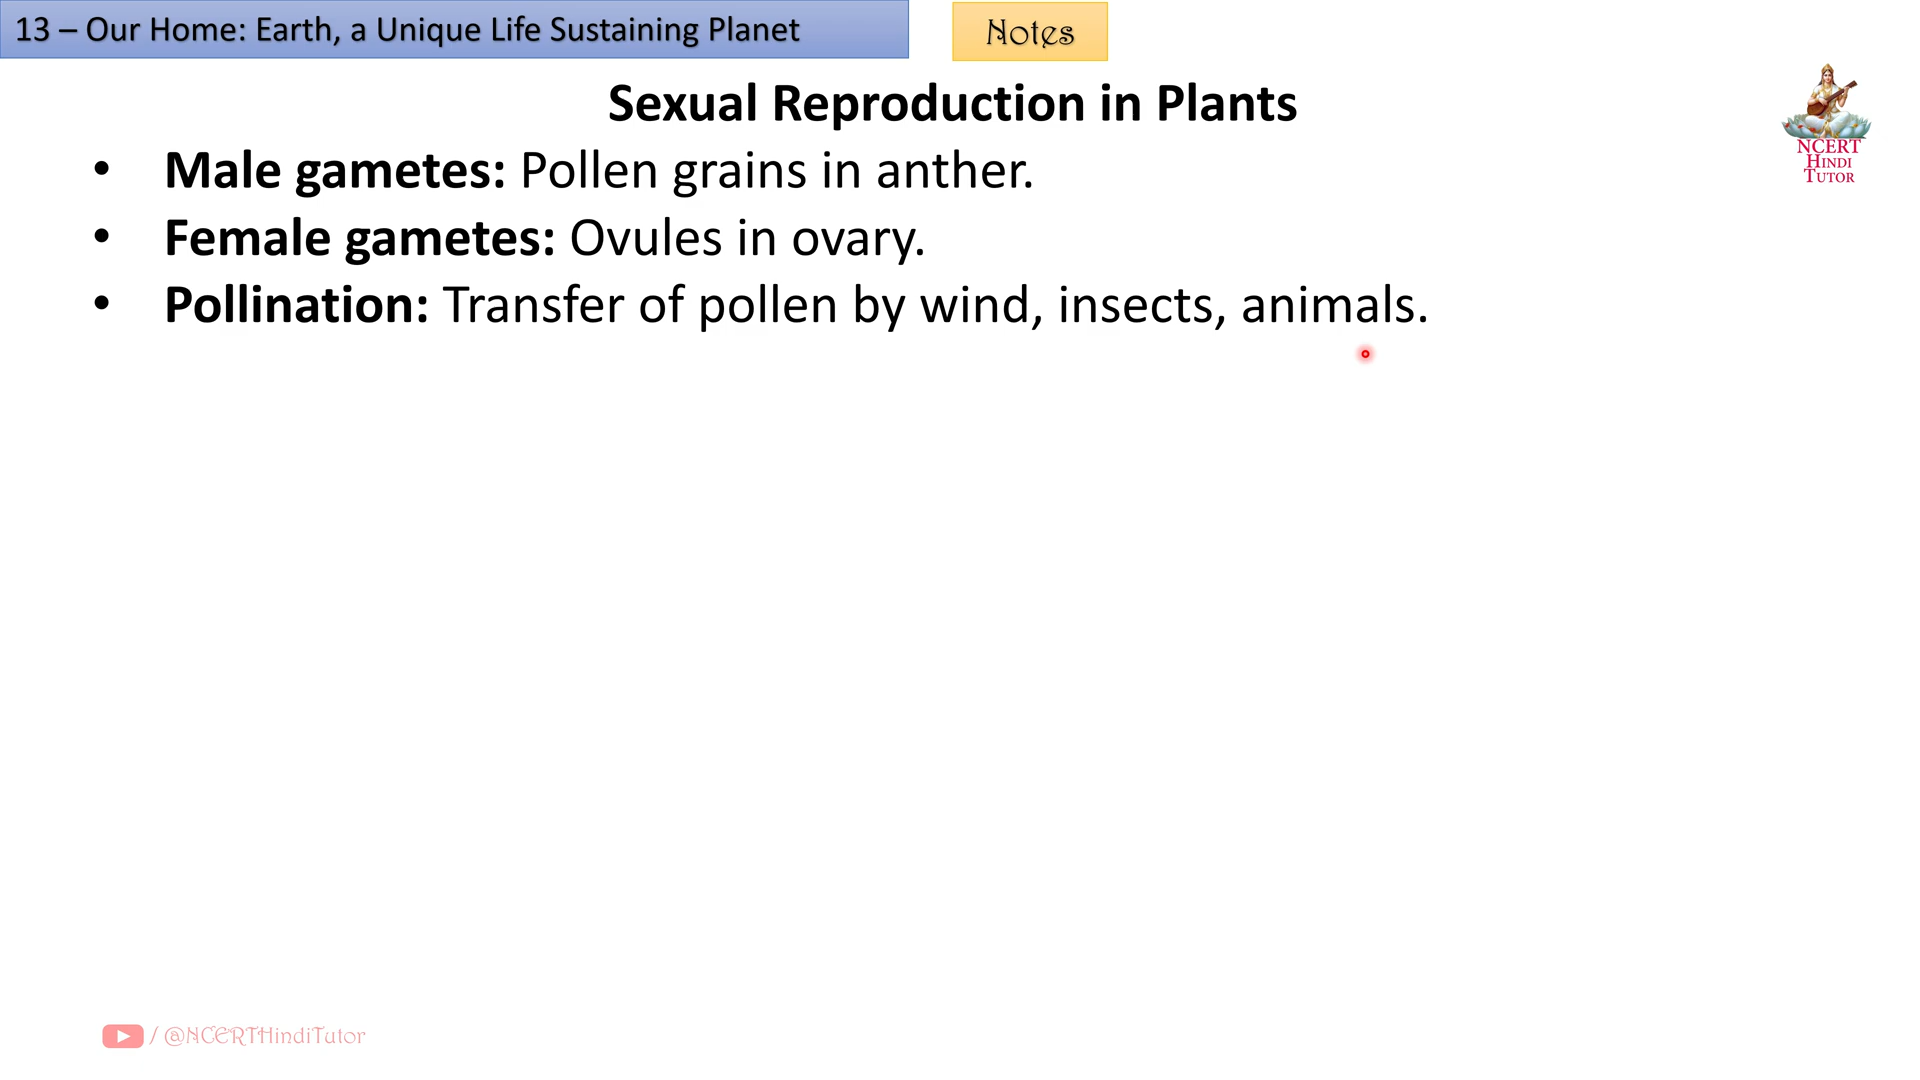 13 – Our Home: Earth, a Unique Life Sustaining Planet
Notes
Sexual Reproduction in Plants
• Male gametes: Pollen grains in anther.
• Female gametes: Ovules in ovary.
• Pollination: Transfer of pollen by wind, insects, animals.
NCERT
HINDI
TUTOR
/ @NCERTHindiTutor